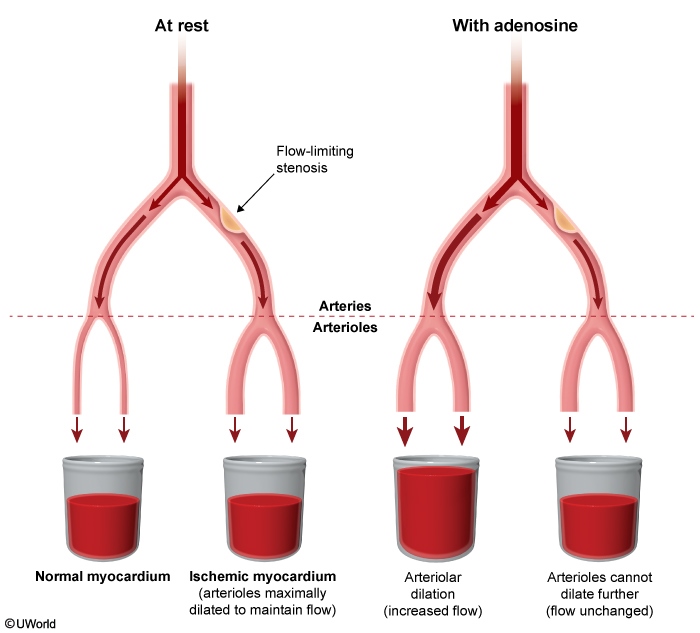 At rest
With adenosine
Flow-limiting
stenosis
Arteries
Arterioles
Normal myocardium
Ischemic myocardium
(arterioles maximally
dilated to maintain flow)
Arteriolar
dilation
(increased flow)
Arterioles cannot
dilate further
(flow unchanged)
©UWorld